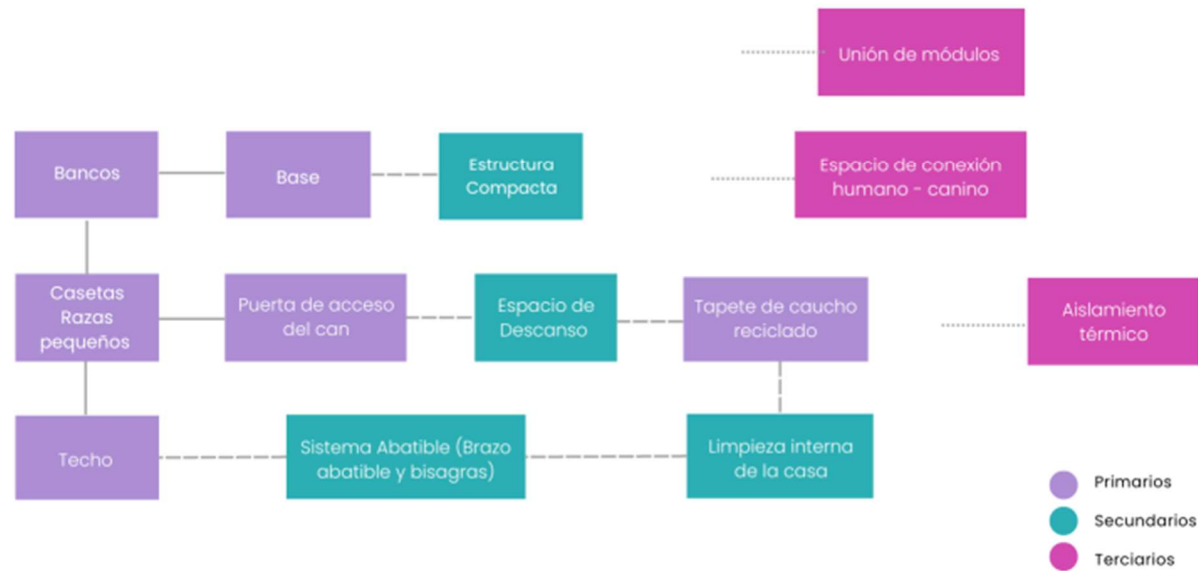 Unión de módulos
Bancos
Base
Estructura
Compacta
Espacio de conexión
humano - canino
Casetas
Razas
pequeños
Puerta de acceso
del can
Espacio de
Descanso
Tapete de caucho
reciclado
Aislamiento
térmico
Techo
Sistema Abatible (Brazo
abatible y bisagras)
Limpieza interna
de la casa
Primarios
Secundarios
Terciarios